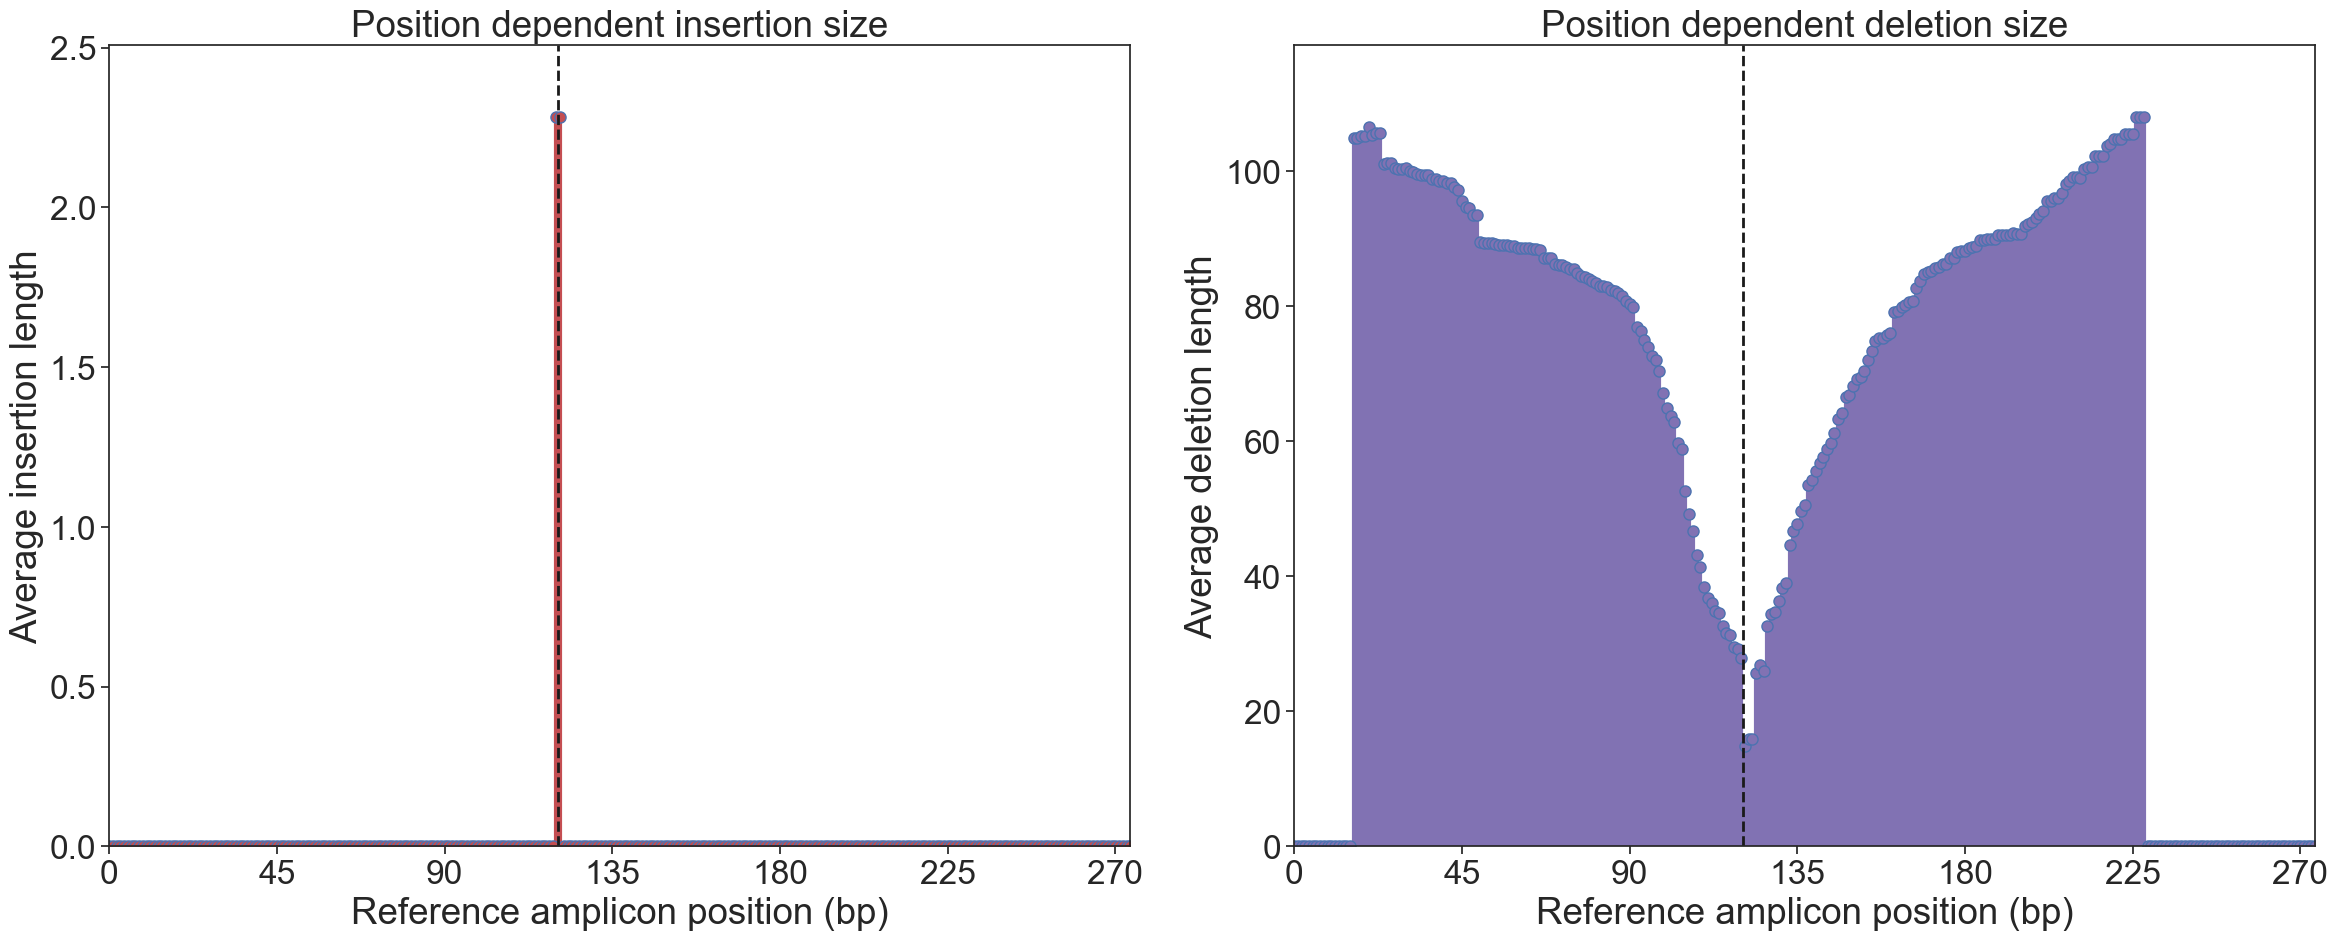 Position dependent insertion size
Average insertion length
2.5
2.0
1.5
1.0
0.5
0.0
0 45 90 135 180 225 270
Reference amplicon position (bp)
Position dependent deletion size
Average deletion length
100
80
60
40
20
0
0 45 90 135 180 225 270
Reference amplicon position (bp)